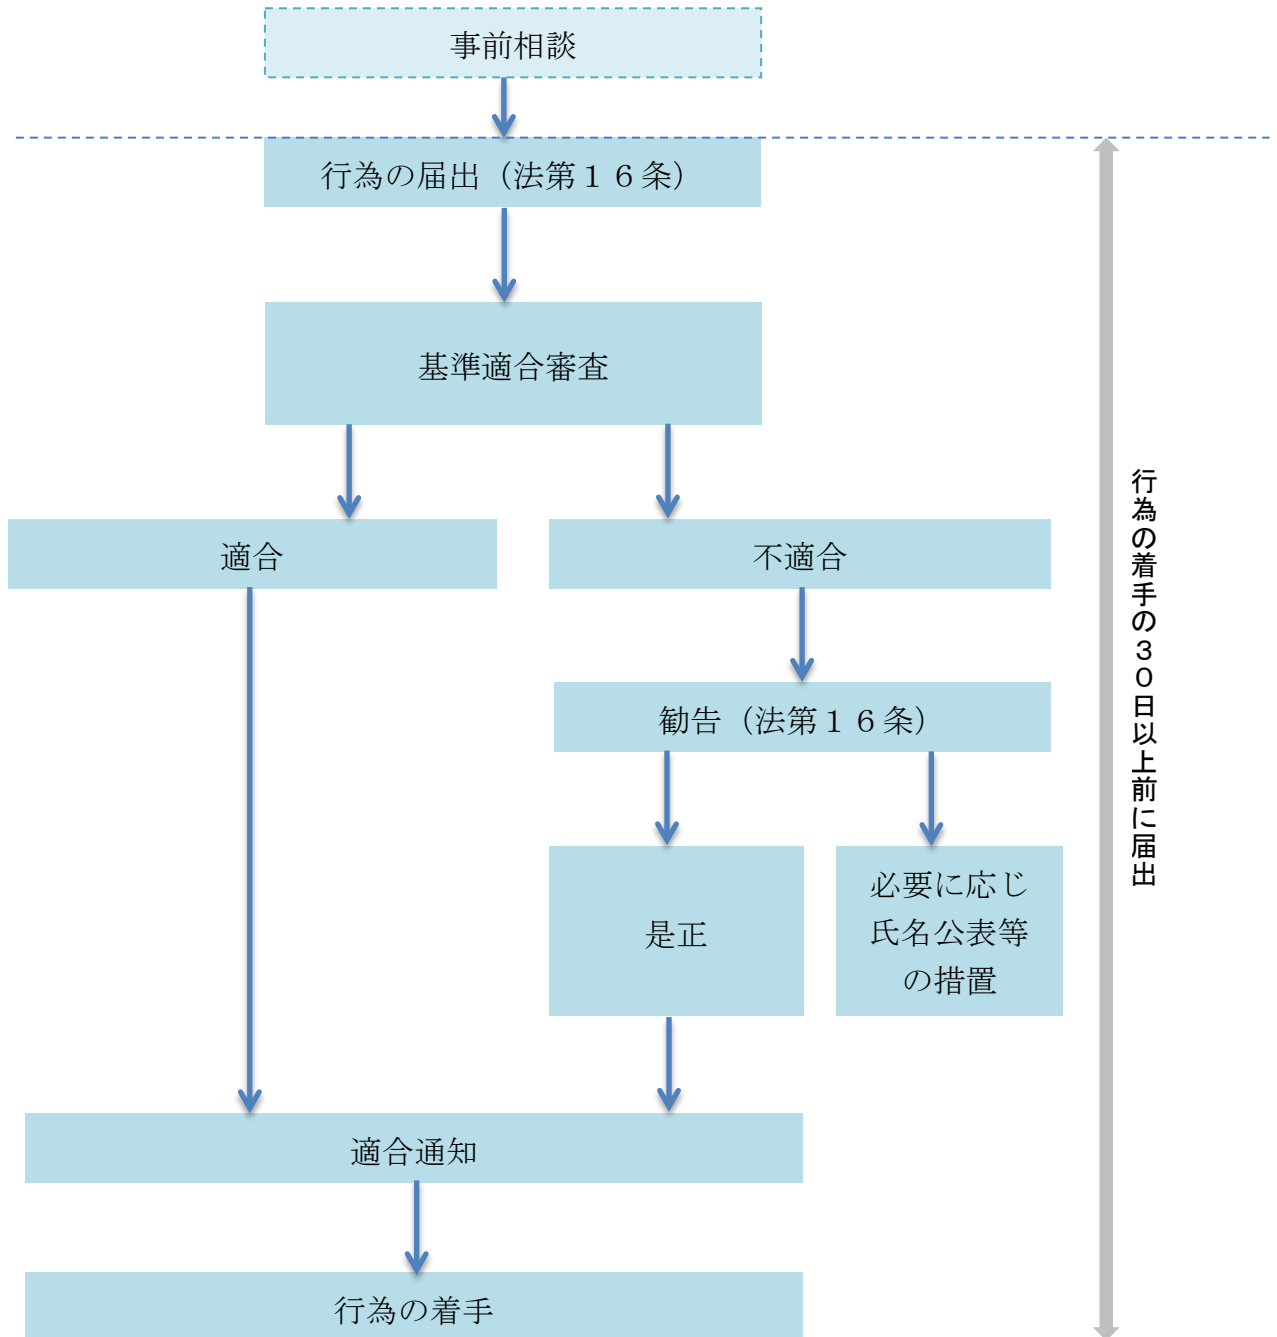 事前相談
行為の届出（法第１６条）
基準適合審査
適合
不適合
勧告（法第１６条）
是正
必要に応じ
氏名公表等
の措置
適合通知
行為の着手
行為の着手の３０日以上前に届出